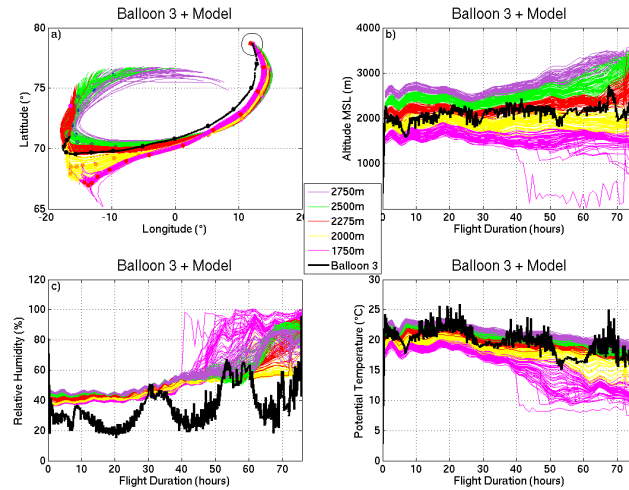 Balloon 3 + Model
a)
80
75
70
65
Latitude (°)
-20
-10
0
10
20
Longitude (°)
Balloon 3 + Model
b)
4000
3000
2000
1000
Altitude MSL (m)
0
10
20
30
40
50
60
70
Flight Duration (hours)
2750m
2500m
2275m
2000m
1750m
Balloon 3
Balloon 3 + Model
c)
120
100
80
60
40
20
0
Relative Humidity (%)
0
10
20
30
40
50
60
70
Flight Duration (hours)
Balloon 3 + Model
30
25
20
15
10
5
0
Potential Temperature (°C)
0
10
20
30
40
50
60
70
Flight Duration (hours)